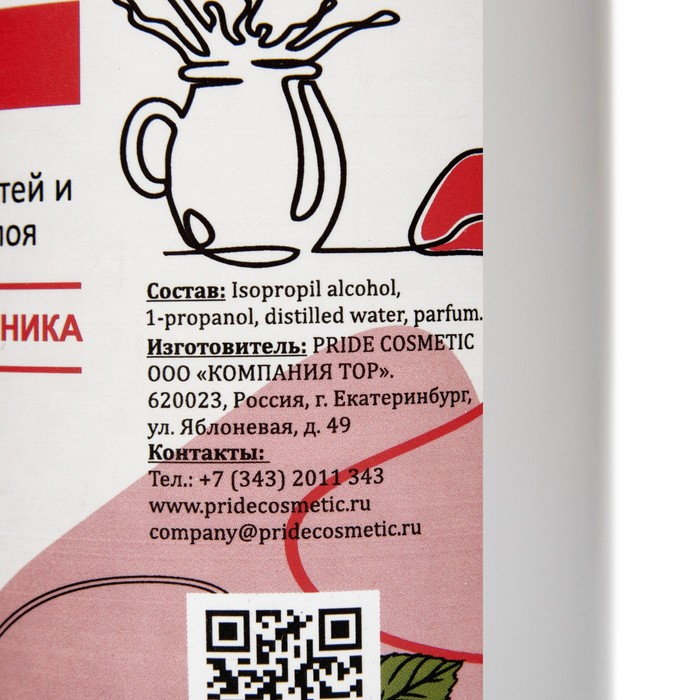 тей и
лоя
НИКА
Состав: Isopropil alcohol,
1-propanol, distilled water, parfum.
Изготовитель: PRIDE COSMETIC
ООО «КОМПАНИЯ ТОР».
620023, Россия, г. Екатеринбург,
ул. Яблоневая, д. 49
Контакты:
Тел.: +7 (343) 2011 343
www.pridecosmetic.ru
company@pridecosmetic.ru